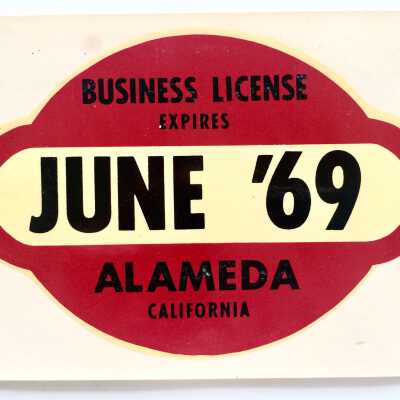 BUSINESS LICENSE
EXPIRES
JUNE '69
ALAMEDA
CALIFORNIA